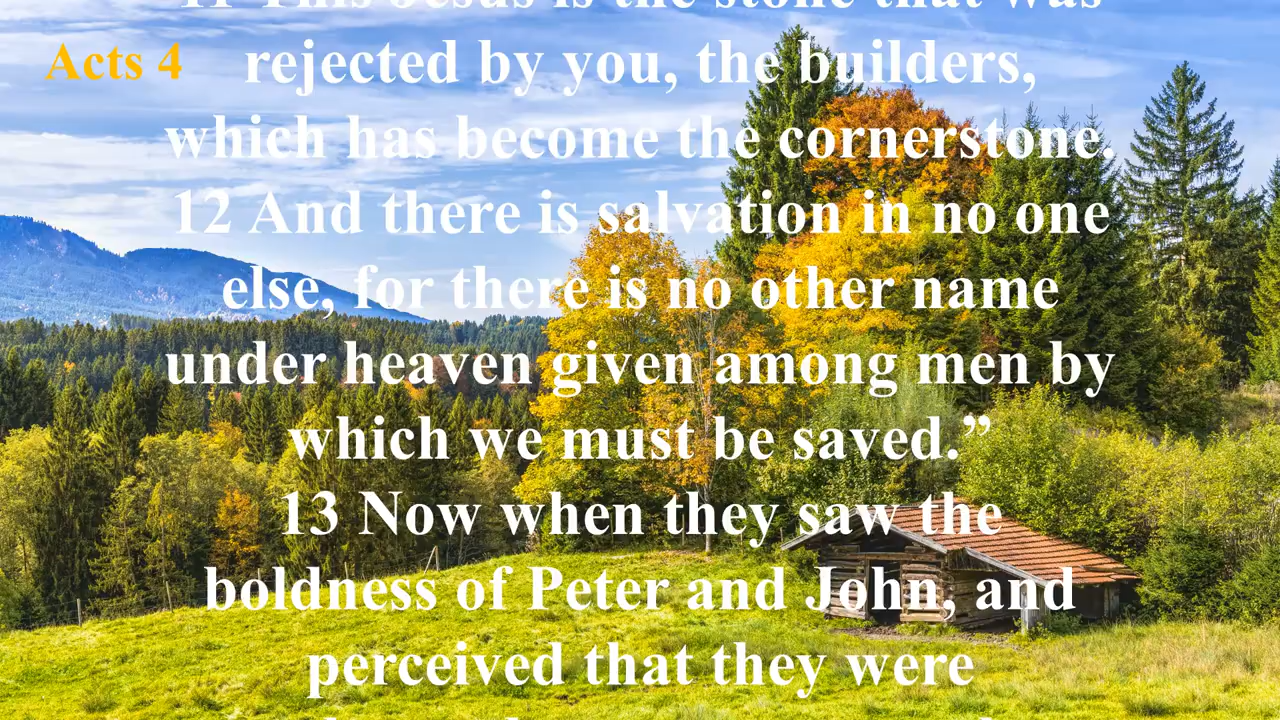 11 This Jesus is the stone that was
Acts 4
rejected by you, the builders,
which has become the cornerstone.
12 And there is salvation in no one
else, for there is no other name
under heaven given among men by
which we must be saved.”
13 Now when they saw the
boldness of Peter and John, and
perceived that they were